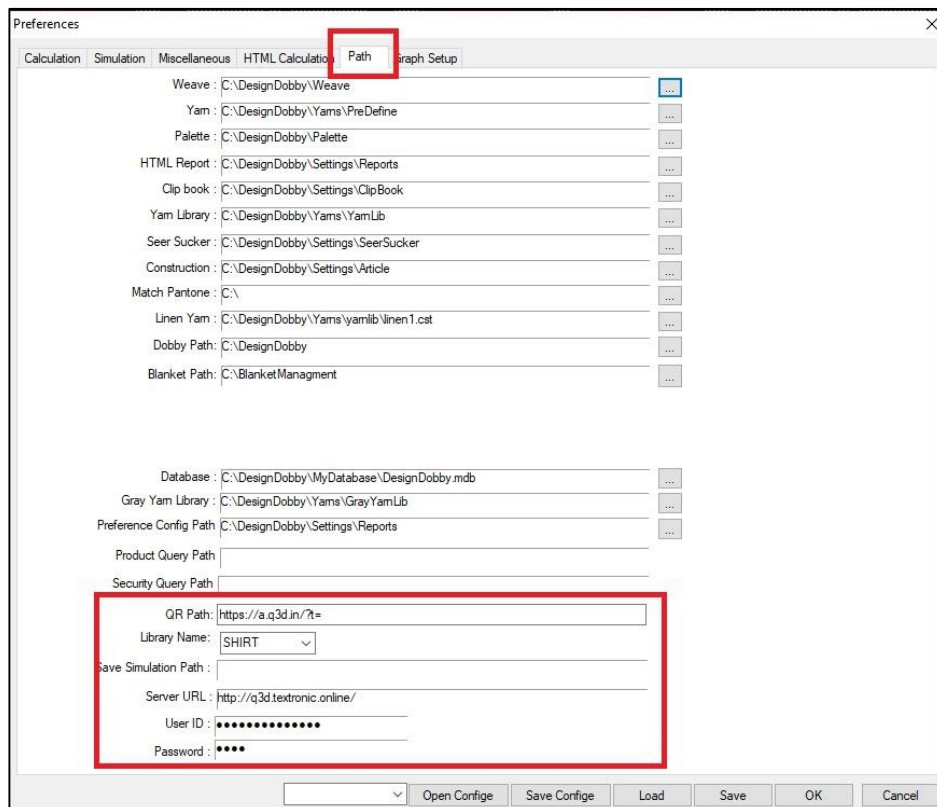 Preferences
Calculation Simulation Miscellaneous HTML Calculation Path Graph Setup
Weave : C:\DesignDobby\Weave ...
Yarn : C:\DesignDobby\Yarns\PreDefine ...
Palette : C:\DesignDobby\Palette ...
HTML Report : C:\DesignDobby\Settings\Reports ...
Clip book : C:\DesignDobby\Settings\ClipBook ...
Yarn Library : C:\DesignDobby\Yarns\YarnLib ...
Seer Sucker : C:\DesignDobby\Settings\SeerSucker ...
Construction : C:\DesignDobby\Settings\Article ...
Match Pantone : C:\ ...
Linen Yarn : C:\DesignDobby\Yarns\yarnlib\linen1.cst ...
Dobby Path: C:\DesignDobby ...
Blanket Path: C:\BlanketManagment ...
Database : C:\DesignDobby\MyDatabase\DesignDobby.mdb ...
Gray Yarn Library : C:\DesignDobby\Yarns\GrayYarnLib ...
Preference Config Path C:\DesignDobby\Settings\Reports ...
Product Query Path
Security Query Path
QR Path: https://a.q3d.in/?t=
Library Name: SHIRT
Save Simulation Path :
Server URL : http://q3d.textronic.online/
User ID : ●●●●●●●●●●●●●●
Password : ●●●●
Open Confige Save Confige Load Save OK Cancel